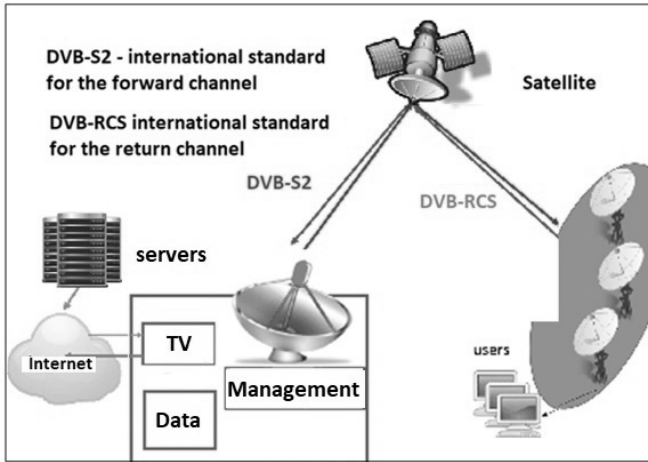 DVB-S2 - international standard
for the forward channel
DVB-RCS international standard
for the return channel
Satellite
DVB-S2
DVB-RCS
servers
Internet
TV
Management
Data
users